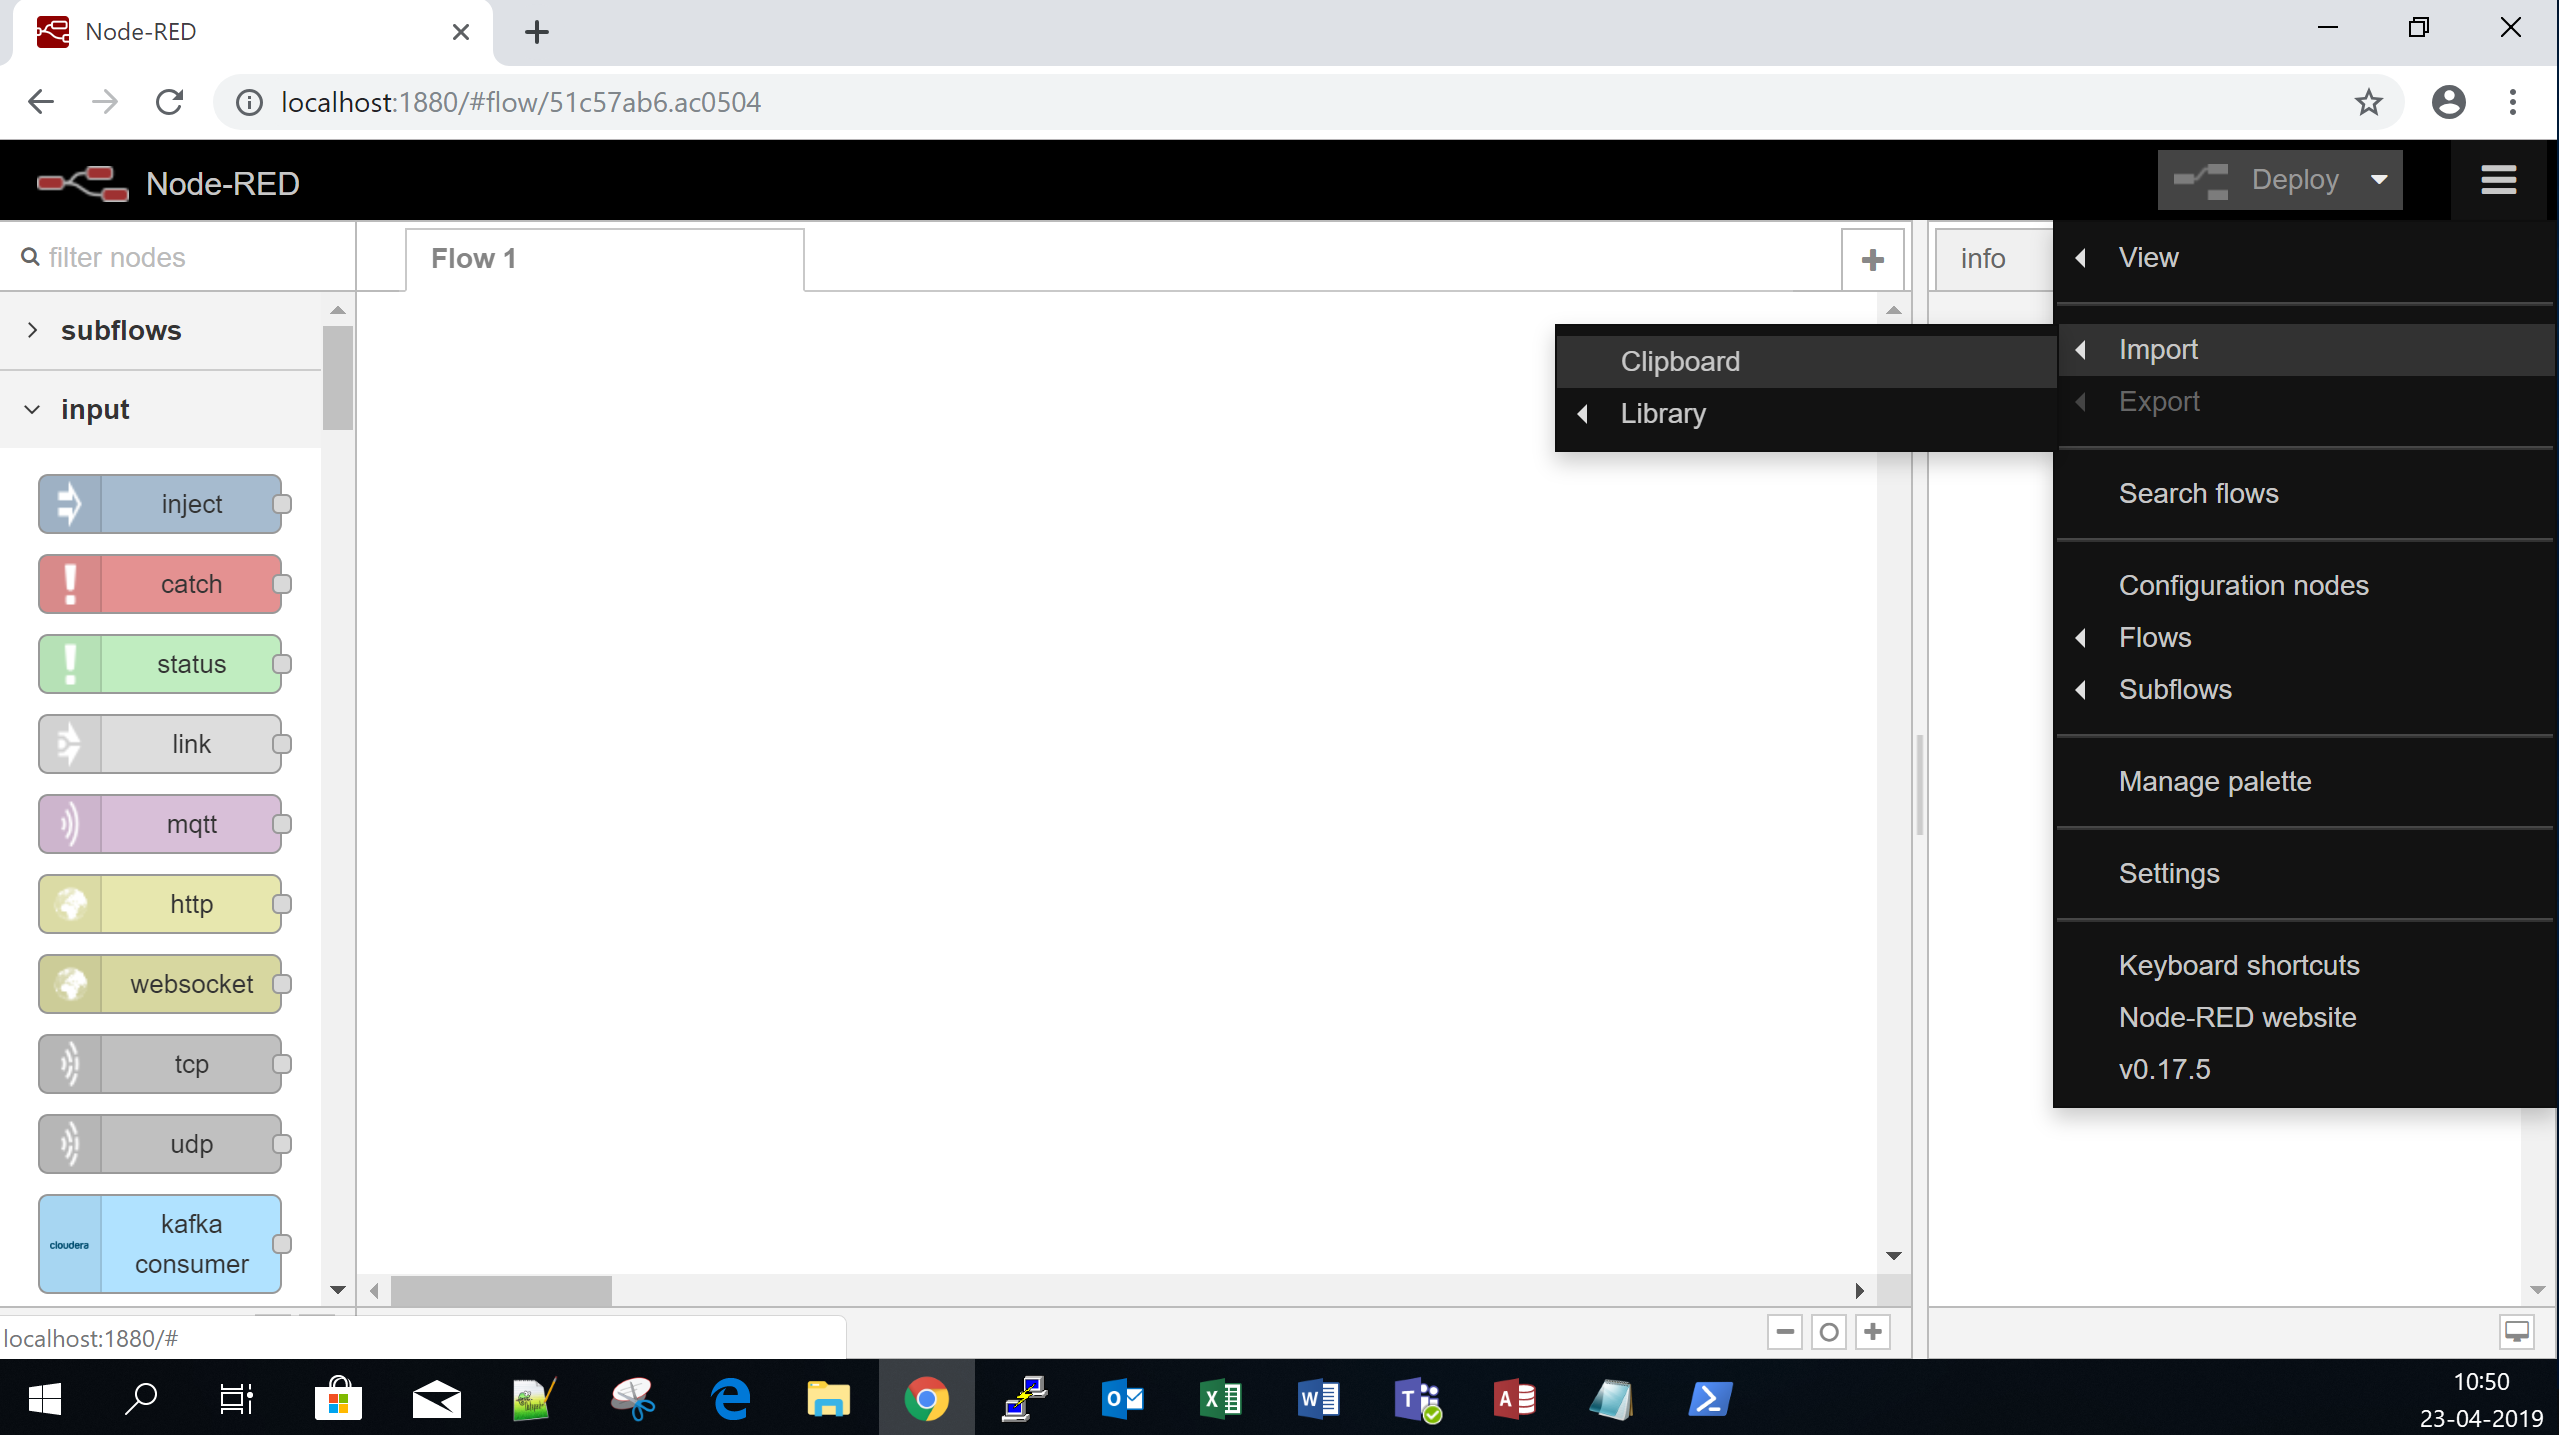 Node-RED
localhost:1880/#flow/51c57ab6.ac0504
Node-RED
Deploy
filter nodes
Flow 1
info
subflows
input
inject
catch
status
link
mqtt
http
websocket
tcp
udp
cloudera
kafka
consumer
Clipboard
Library
View
Import
Export
Search flows
Configuration nodes
Flows
Subflows
Manage palette
Settings
Keyboard shortcuts
Node-RED website
v0.17.5
localhost:1880/#
10:50
23-04-2019